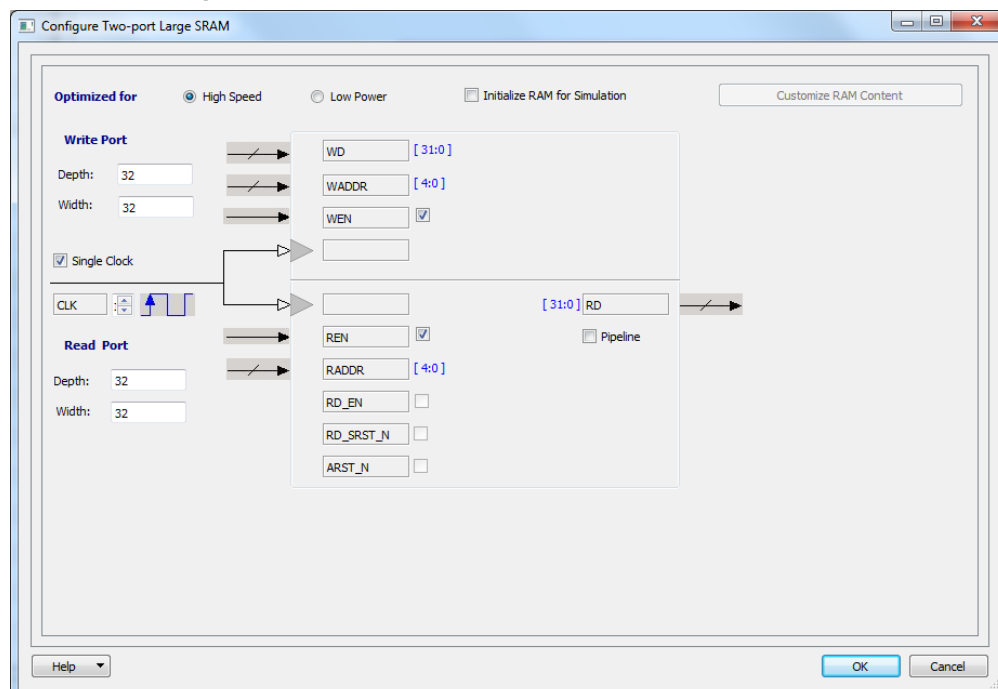 Configure Two-port Large SRAM
Optimized for High Speed Low Power Initialize RAM for Simulation Customize RAM Content
Write Port
WD [ 31:0 ]
Depth: 32
WADDR [ 4:0 ]
Width: 32
WEN
Single Clock
CLK
[ 31:0 ] RD
REN
Pipeline
Read Port
RADDR [ 4:0 ]
Depth: 32
RD_EN
Width: 32
RD_SRST_N
ARST_N
Help OK Cancel